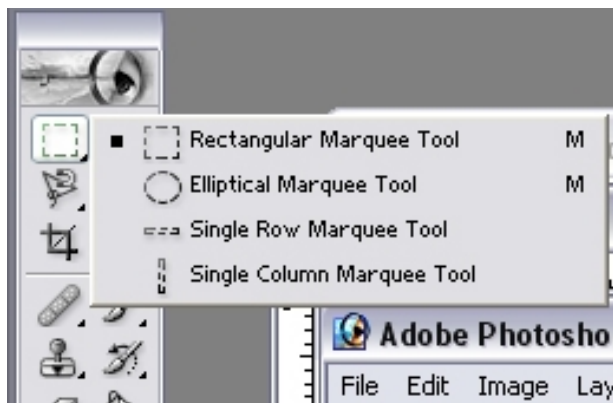 Rectangular Marquee Tool M
Elliptical Marquee Tool M
Single Row Marquee Tool
Single Column Marquee Tool
Adobe Photosho
File Edit Image Lay